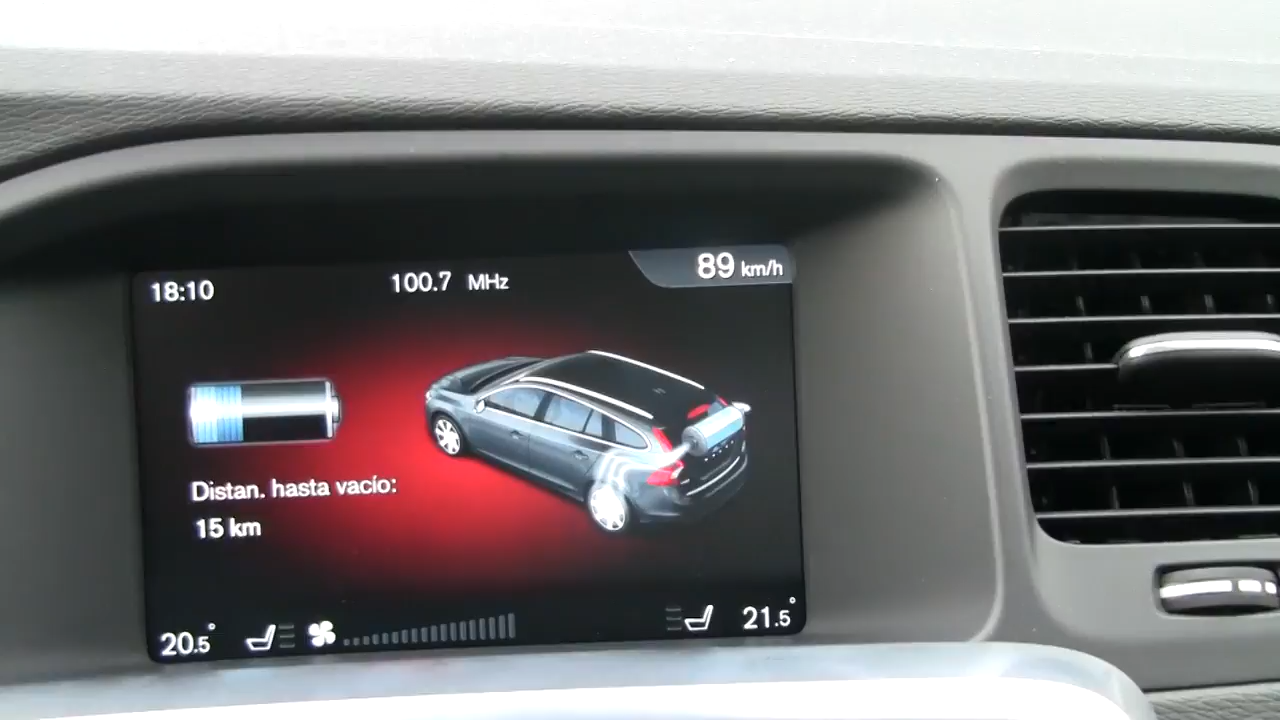 18:10
100.7 MHz
89 km/h
Distan. hasta vacío:
15 km
20.5°
21.5°